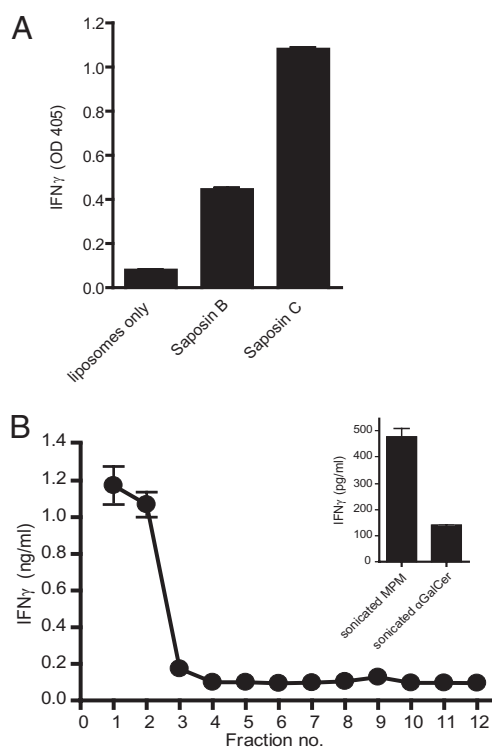 A
IFNγ (OD 405)
1.2
1.0
0.8
0.6
0.4
0.2
0.0
liposomes only
Saposin B
Saposin C
B
IFNγ (ng/ml)
1.4
1.2
1.0
0.8
0.6
0.4
0.2
0.0
0 1 2 3 4 5 6 7 8 9 10 11 12
Fraction no.
IFNγ (pg/ml)
500
400
300
200
100
0
sonicated MPM
sonicated αGalCer